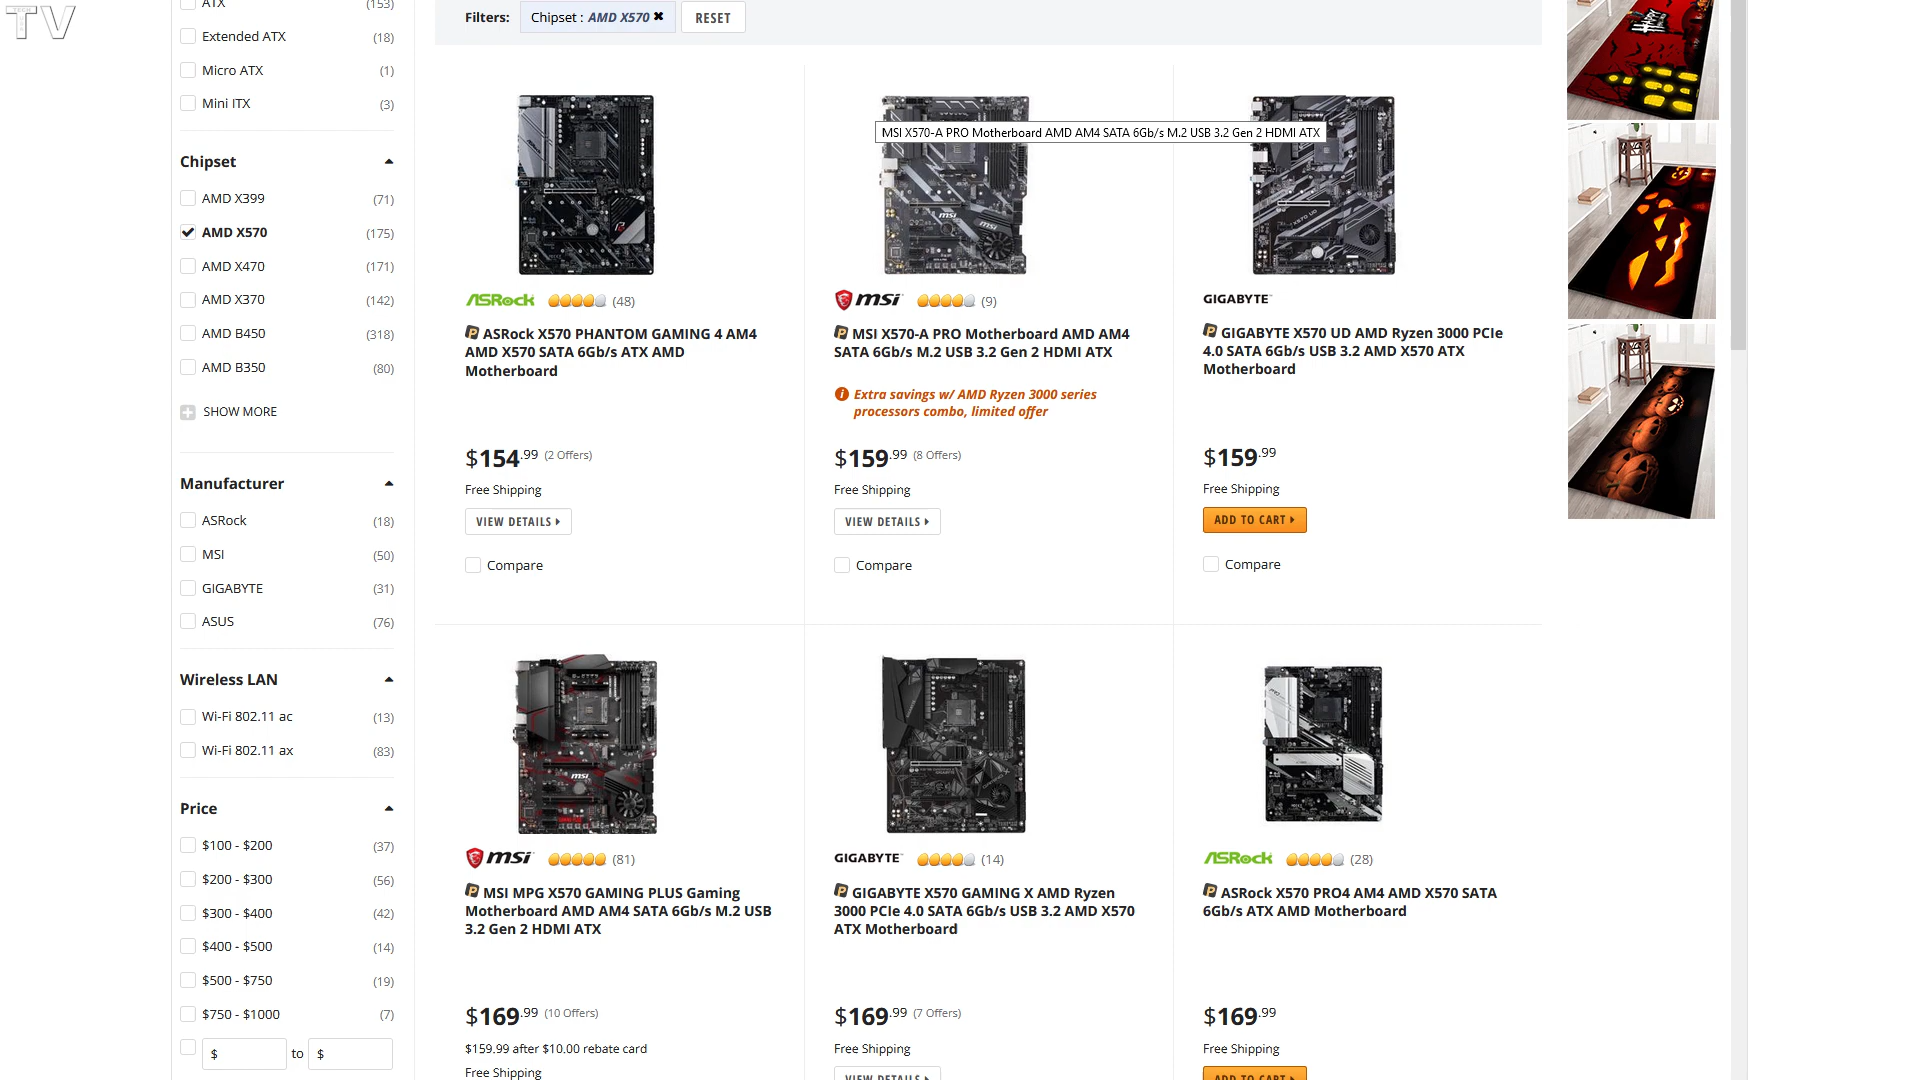 TV
ATX (153)
Extended ATX (18)
Micro ATX (1)
Mini ITX (3)
Chipset
AMD X399 (71)
AMD X570 (175)
AMD X470 (171)
AMD X370 (142)
AMD B450 (318)
AMD B350 (80)
SHOW MORE
Manufacturer
ASRock (18)
MSI (50)
GIGABYTE (31)
ASUS (76)
Wireless LAN
Wi-Fi 802.11 ac (13)
Wi-Fi 802.11 ax (83)
Price
$100 - $200 (37)
$200 - $300 (56)
$300 - $400 (42)
$400 - $500 (14)
$500 - $750 (19)
$750 - $1000 (7)
$ to $
Filters: Chipset : AMD X570 ✖ RESET
MSI X570-A PRO Motherboard AMD AM4 SATA 6Gb/s M.2 USB 3.2 Gen 2 HDMI ATX
ASRock (48)
ASRock X570 PHANTOM GAMING 4 AM4
AMD X570 SATA 6Gb/s ATX AMD
Motherboard
$154.99 (2 Offers)
Free Shipping
VIEW DETAILS
Compare
msi
msi
msi (9)
MSI X570-A PRO Motherboard AMD AM4
SATA 6Gb/s M.2 USB 3.2 Gen 2 HDMI ATX
Extra savings w/ AMD Ryzen 3000 series
processors combo, limited offer
$159.99 (8 Offers)
Free Shipping
VIEW DETAILS
Compare
X570 UD
GIGABYTE
GIGABYTE X570 UD AMD Ryzen 3000 PCIe
4.0 SATA 6Gb/s USB 3.2 AMD X570 ATX
Motherboard
$159.99
Free Shipping
ADD TO CART
Compare
msi
msi (81)
MSI MPG X570 GAMING PLUS Gaming
Motherboard AMD AM4 SATA 6Gb/s M.2 USB
3.2 Gen 2 HDMI ATX
$169.99 (10 Offers)
$159.99 after $10.00 rebate card
Free Shipping
GIGABYTE (14)
GIGABYTE X570 GAMING X AMD Ryzen
3000 PCIe 4.0 SATA 6Gb/s USB 3.2 AMD X570
ATX Motherboard
$169.99 (7 Offers)
Free Shipping
VIEW DETAILS
ASRock (28)
ASRock X570 PRO4 AM4 AMD X570 SATA
6Gb/s ATX AMD Motherboard
$169.99
Free Shipping
ADD TO CART